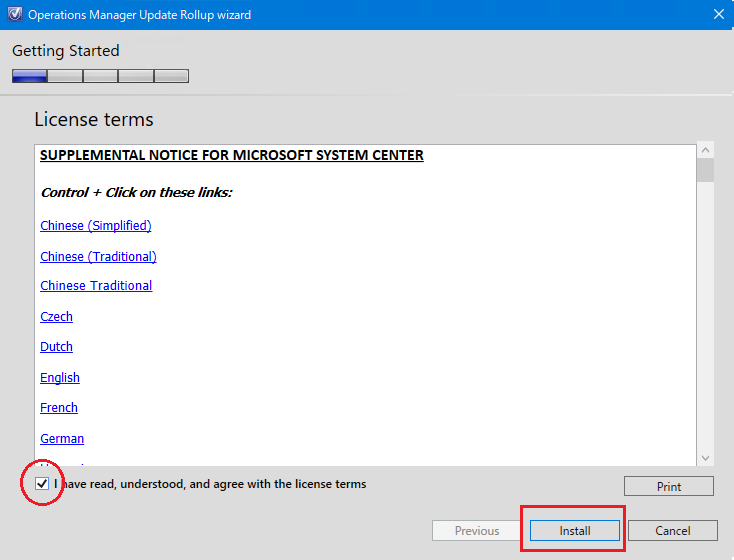 Operations Manager Update Rollup wizard
Getting Started
License terms
SUPPLEMENTAL NOTICE FOR MICROSOFT SYSTEM CENTER
Control + Click on these links:
Chinese (Simplified)
Chinese (Traditional)
Chinese Traditional
Czech
Dutch
English
French
German
I have read, understood, and agree with the license terms
Print
Previous
Install
Cancel